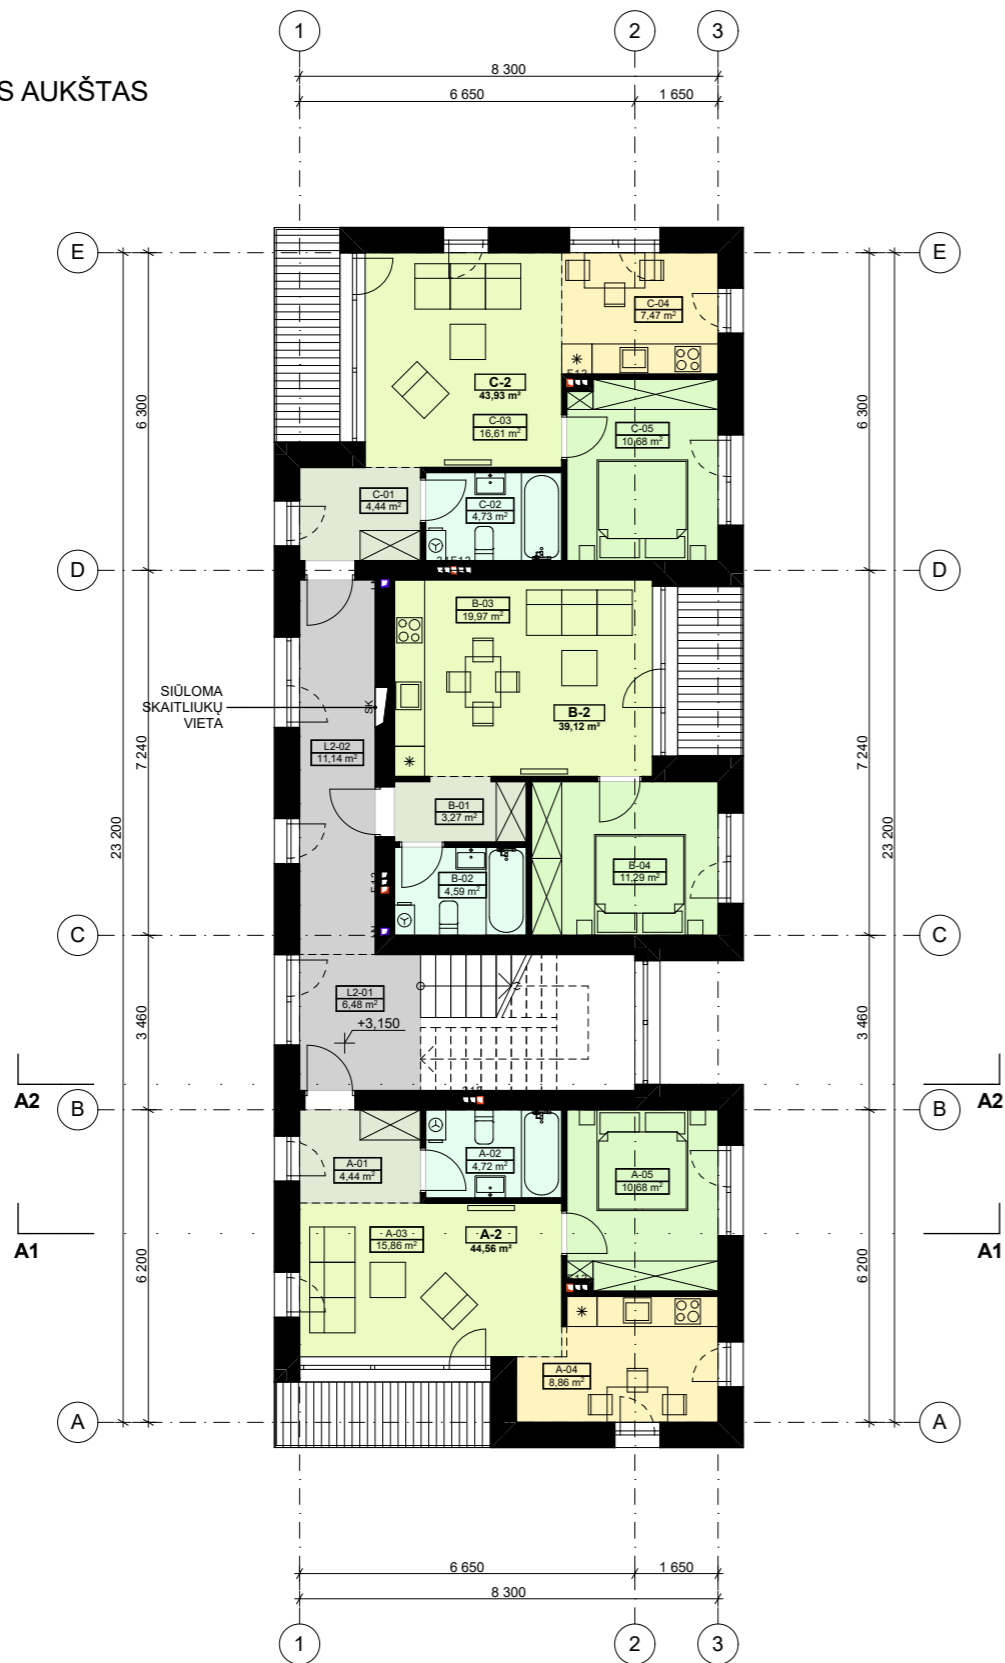 1
2
3
8 300
6 650
1 650
S AUKŠTAS
E
E
C-04
7,47 m²
C-2
43,93 m²
C-03
16,61 m²
C-05
10,68 m²
6 300
6 300
C-01
4,44 m²
C-02
4,73 m²
D
D
B-03
19,97 m²
SIŪLOMA
SKAITLIUKŲ
VIETA
SK
B-2
39,12 m²
L2-02
11,14 m²
7 240
7 240
B-01
3,27 m²
23 200
23 200
B-02
4,59 m²
B-04
11,29 m²
C
C
L2-01
6,48 m²
+3,150
3 460
3 460
A2
A2
B
B
A-01
4,44 m²
A-02
4,72 m²
A-05
10,68 m²
A-03
15,86 m²
A-2
44,56 m²
A1
A1
6 200
6 200
A-04
8,86 m²
A
A
6 650
1 650
8 300
1
2
3